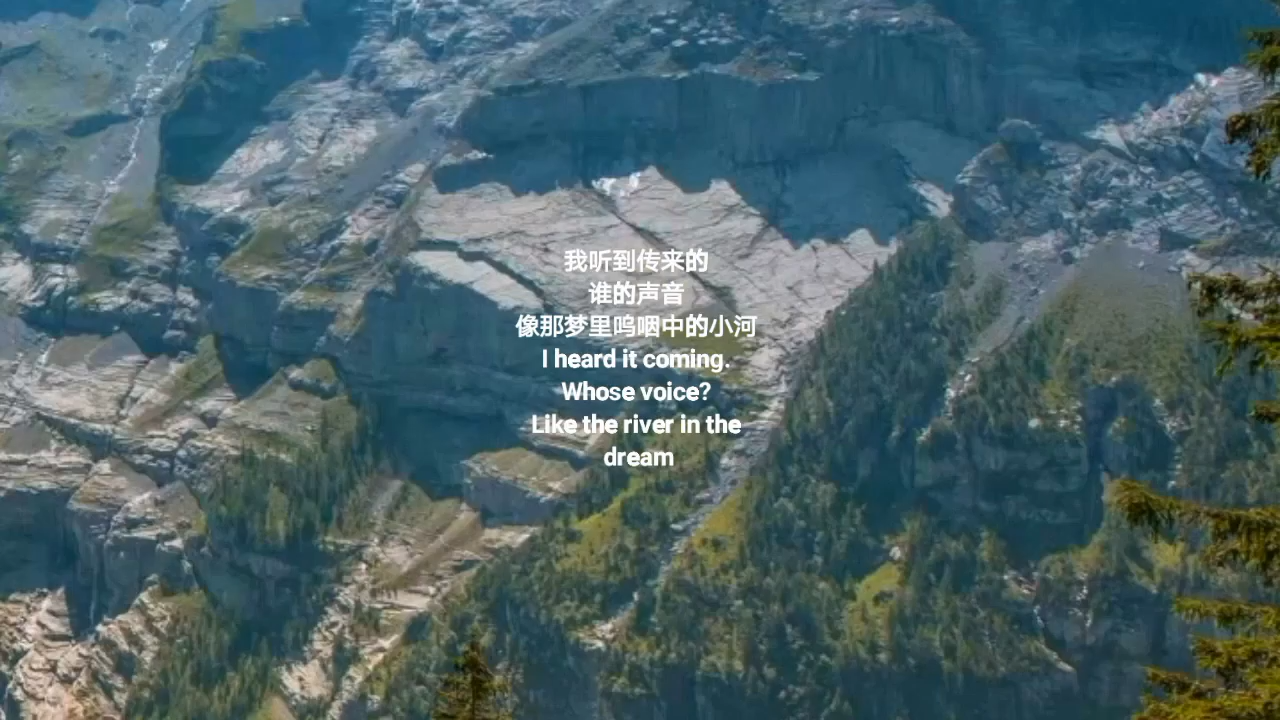 我听到传来的
谁的声音
像那梦里呜咽中的小河
I heard it coming.
Whose voice?
Like the river in the
dream